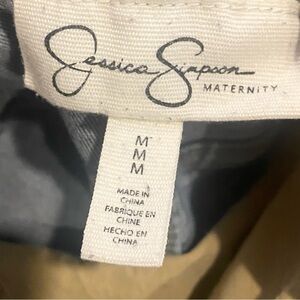 Jessica Simpson
MATERNITY
M
M
M
MADE IN
CHINA
FABRIQUE EN
CHINE
HECHO EN
CHINA